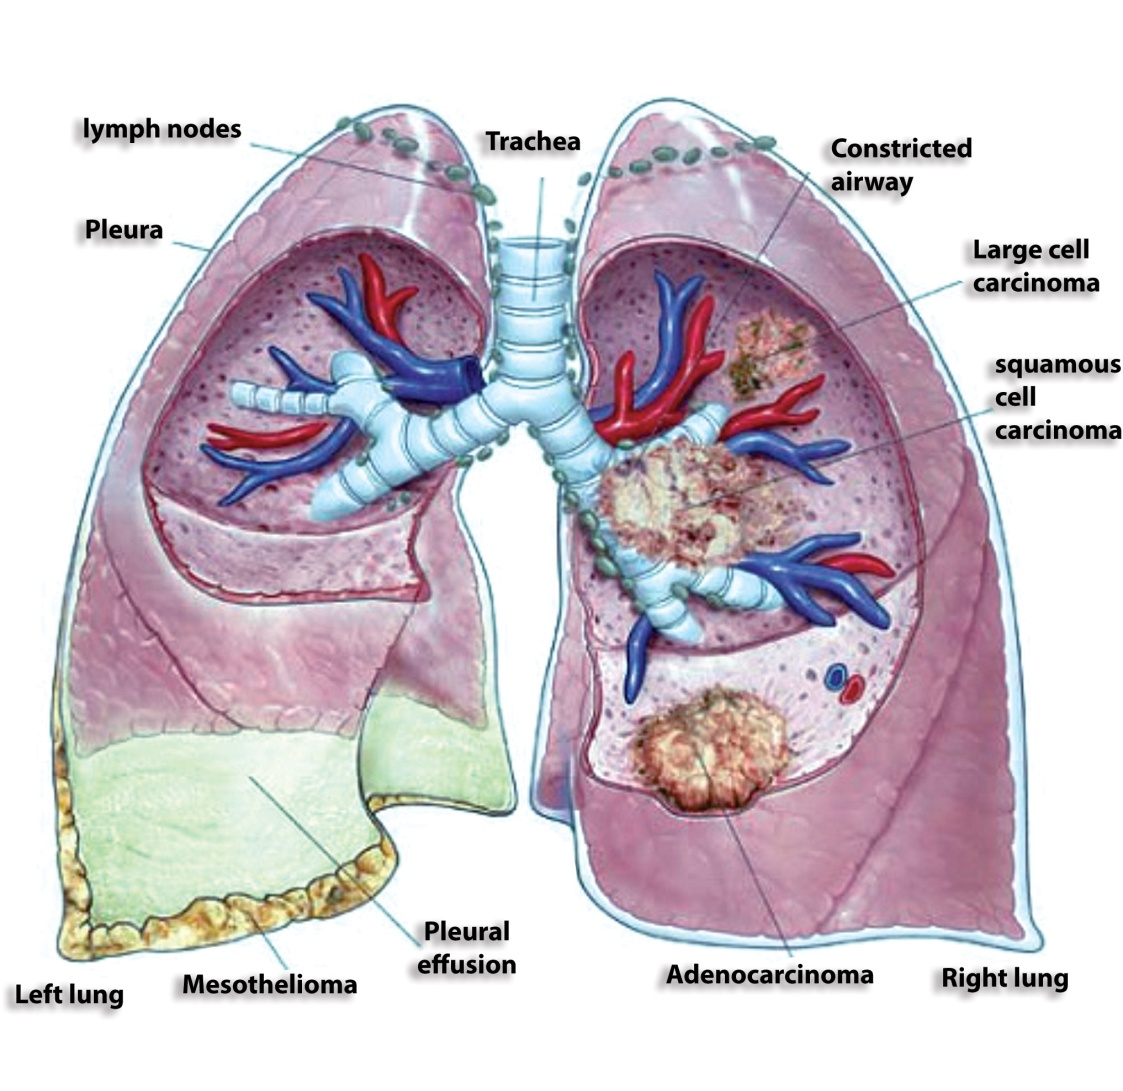 lymph nodes
Trachea
Constricted
airway
Pleura
Large cell
carcinoma
squamous
cell
carcinoma
Pleural
effusion
Mesothelioma
Adenocarcinoma
Left lung
Right lung